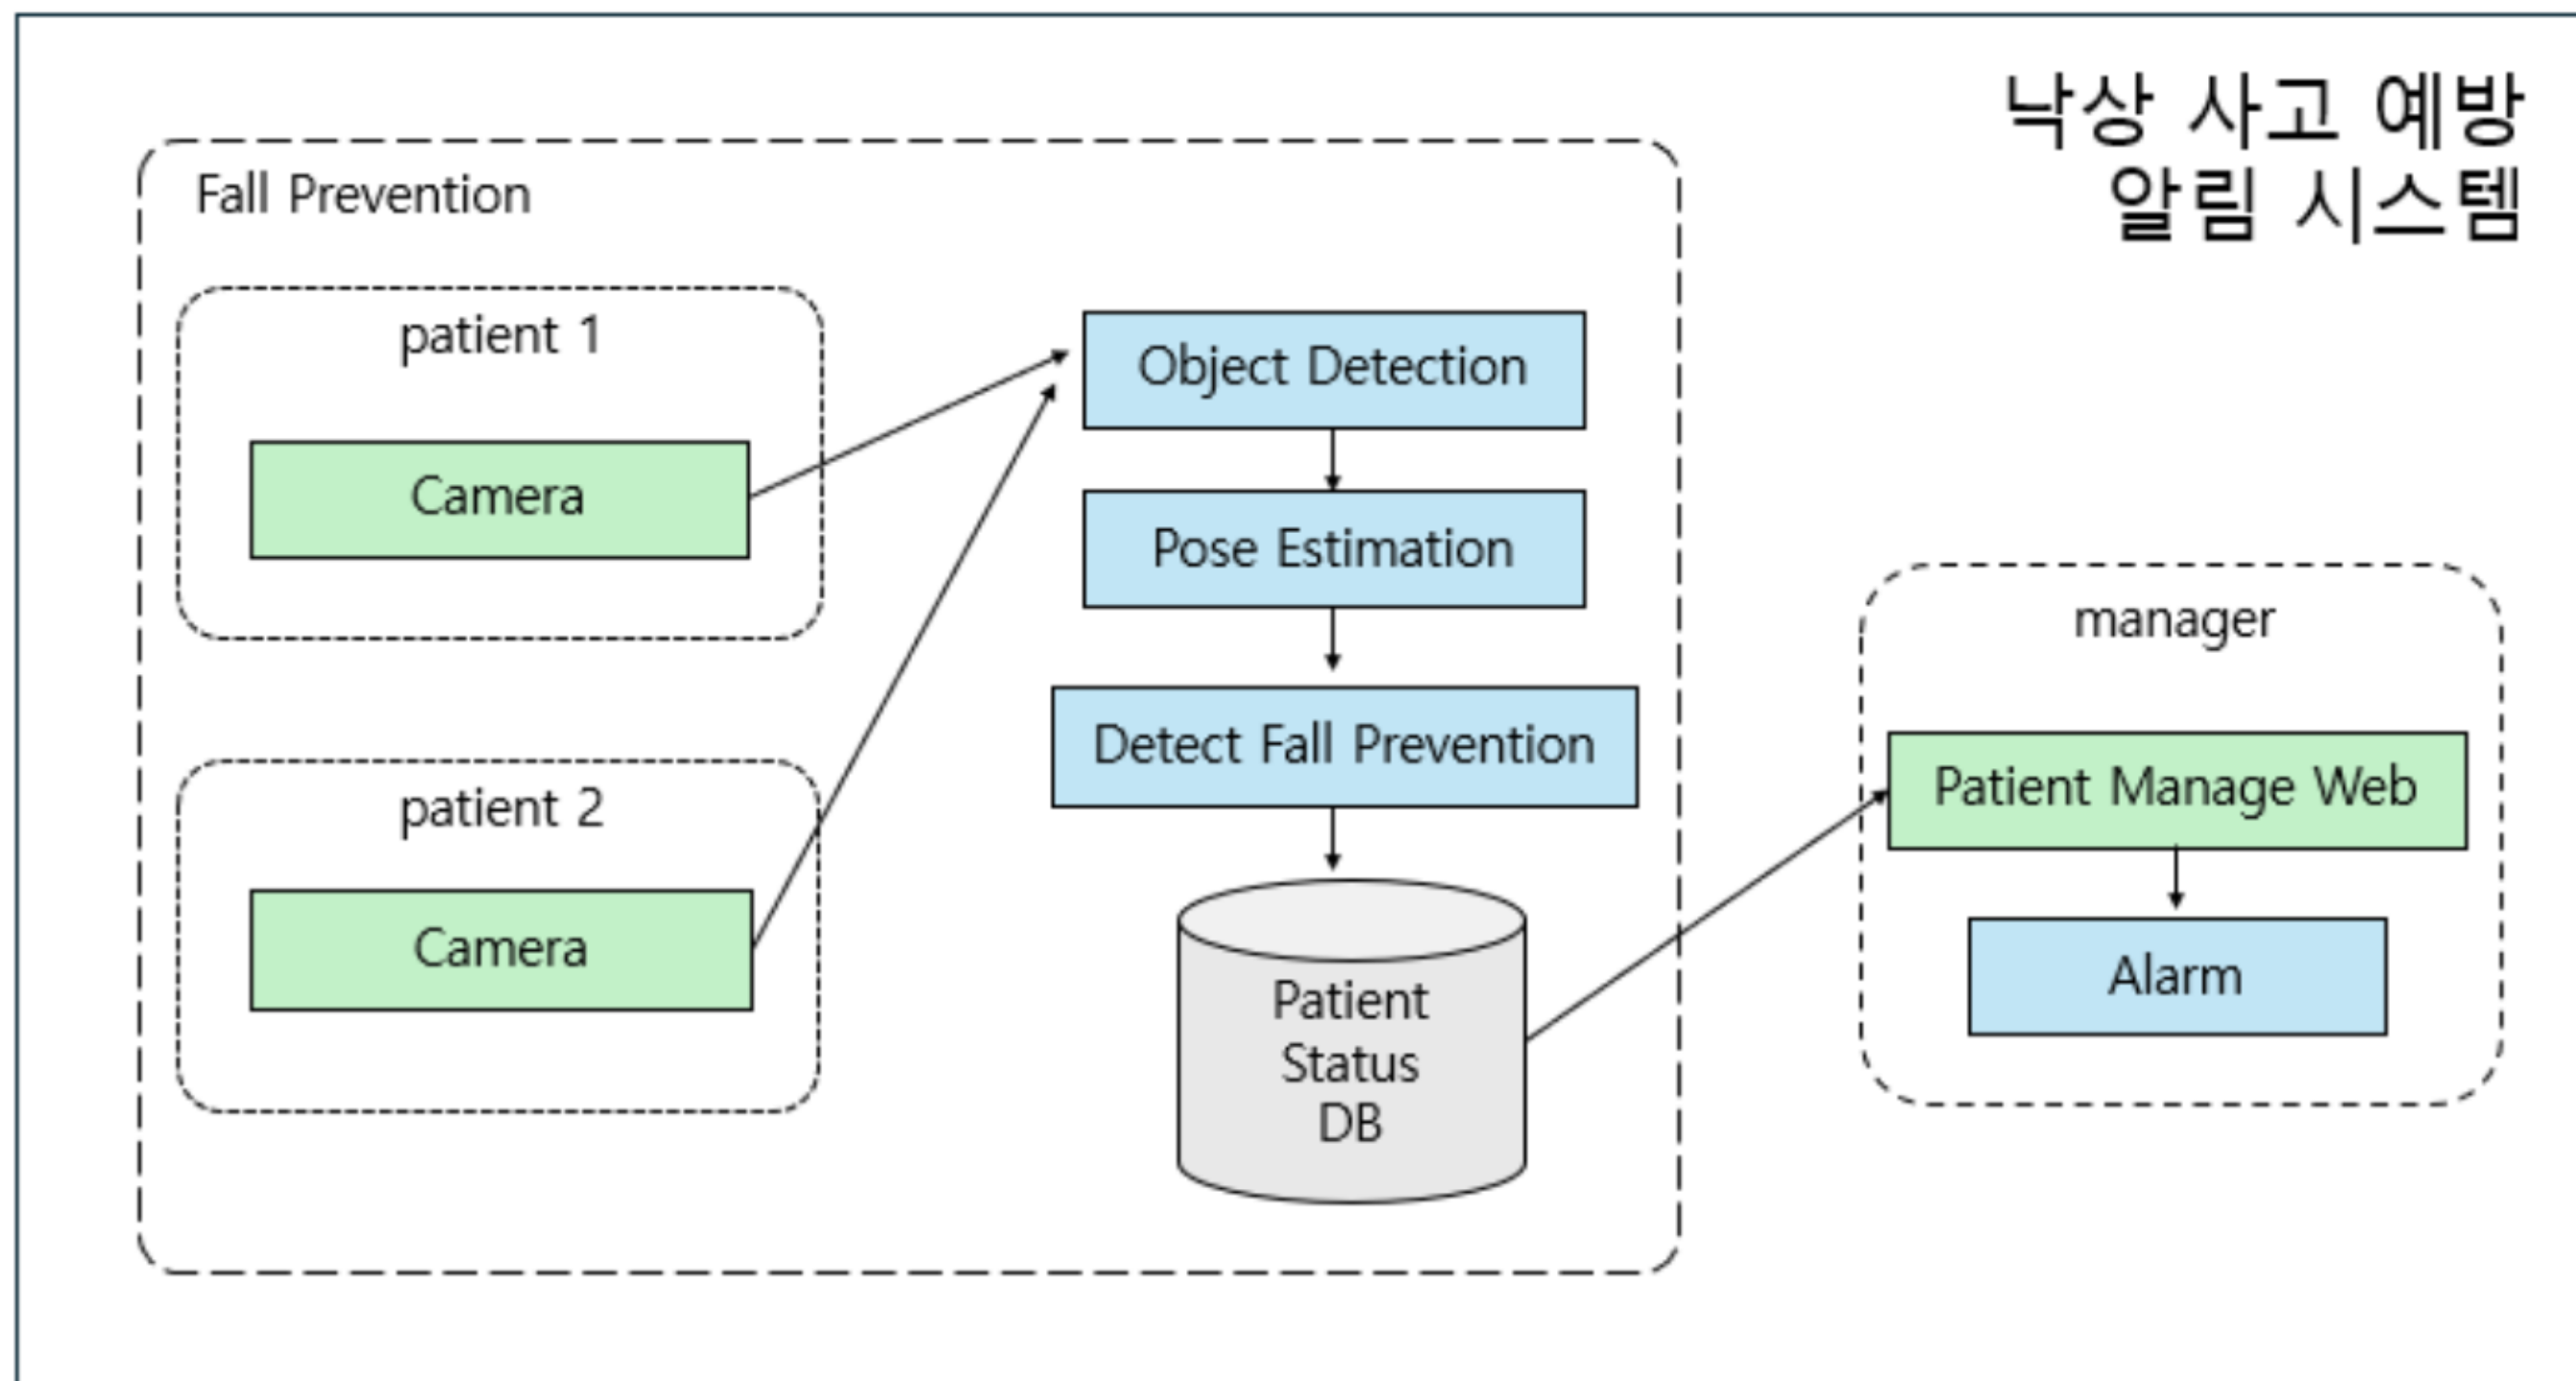 낙상 사고 예방
알림 시스템
Fall Prevention
patient 1
Camera
patient 2
Camera
Object Detection
Pose Estimation
Detect Fall Prevention
Patient
Status
DB
manager
Patient Manage Web
Alarm